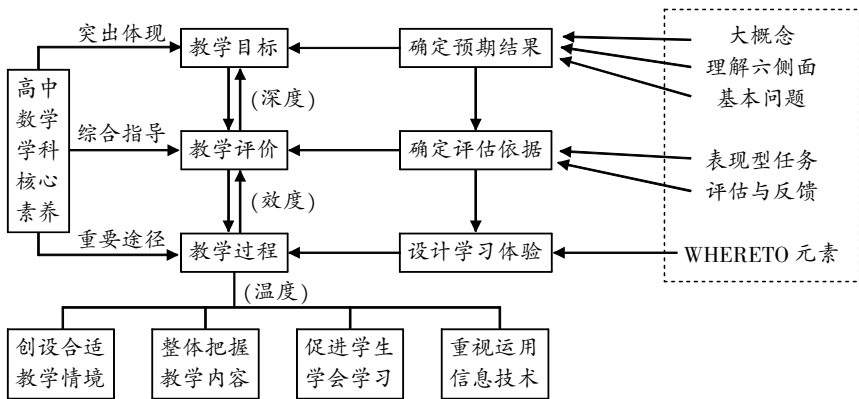 突出体现
教学目标
确定预期结果
大概念
理解六侧面
基本问题
高中
数学
学科
核心
素养
(深度)
综合指导
教学评价
确定评估依据
表现型任务
评估与反馈
(效度)
重要途径
教学过程
设计学习体验
WHERETO 元素
(温度)
创设合适
教学情境
整体把握
教学内容
促进学生
学会学习
重视运用
信息技术